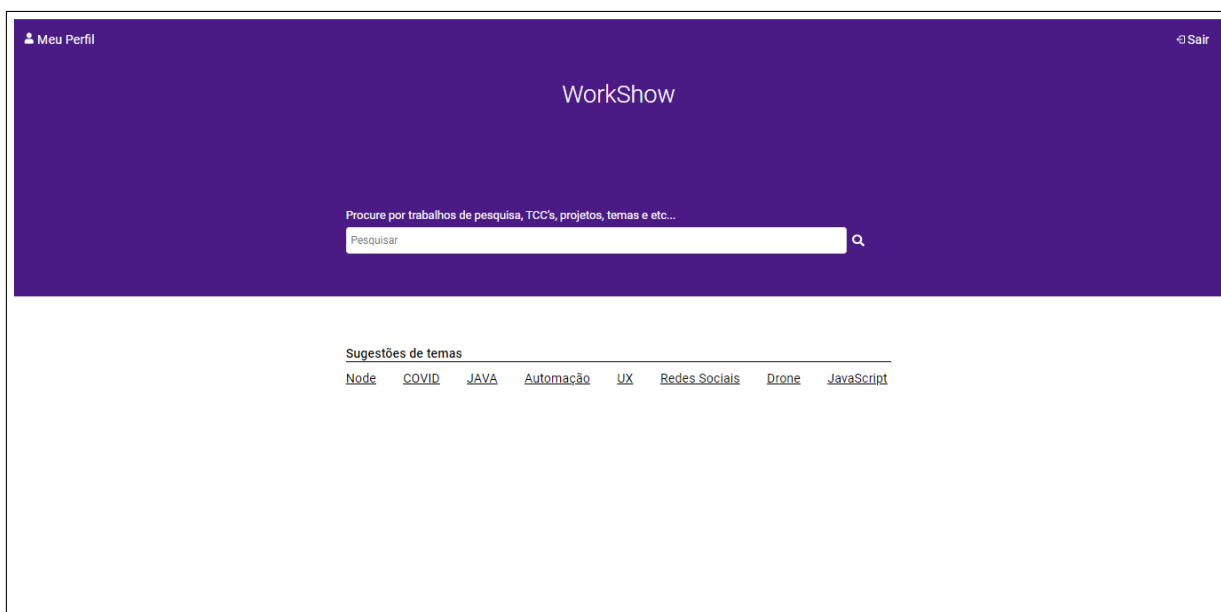 Meu Perfil
Sair
WorkShow
Procure por trabalhos de pesquisa, TCC's, projetos, temas e etc...
Pesquisar
Sugestões de temas
Node COVID JAVA Automação UX Redes Sociais Drone JavaScript